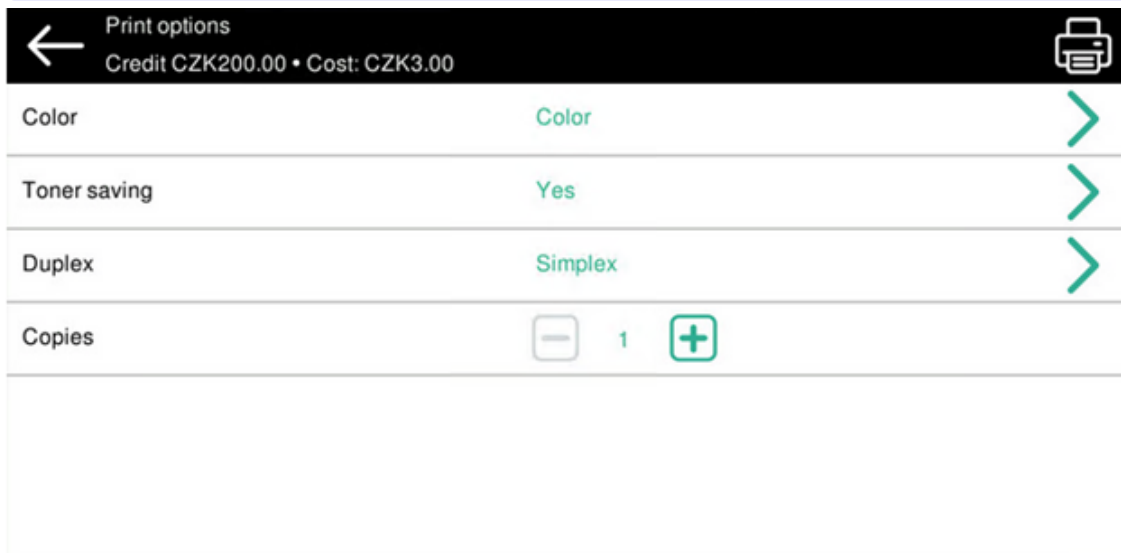 Print options
Credit CZK200.00 • Cost: CZK3.00
Color Color
Toner saving Yes
Duplex Simplex
Copies 1